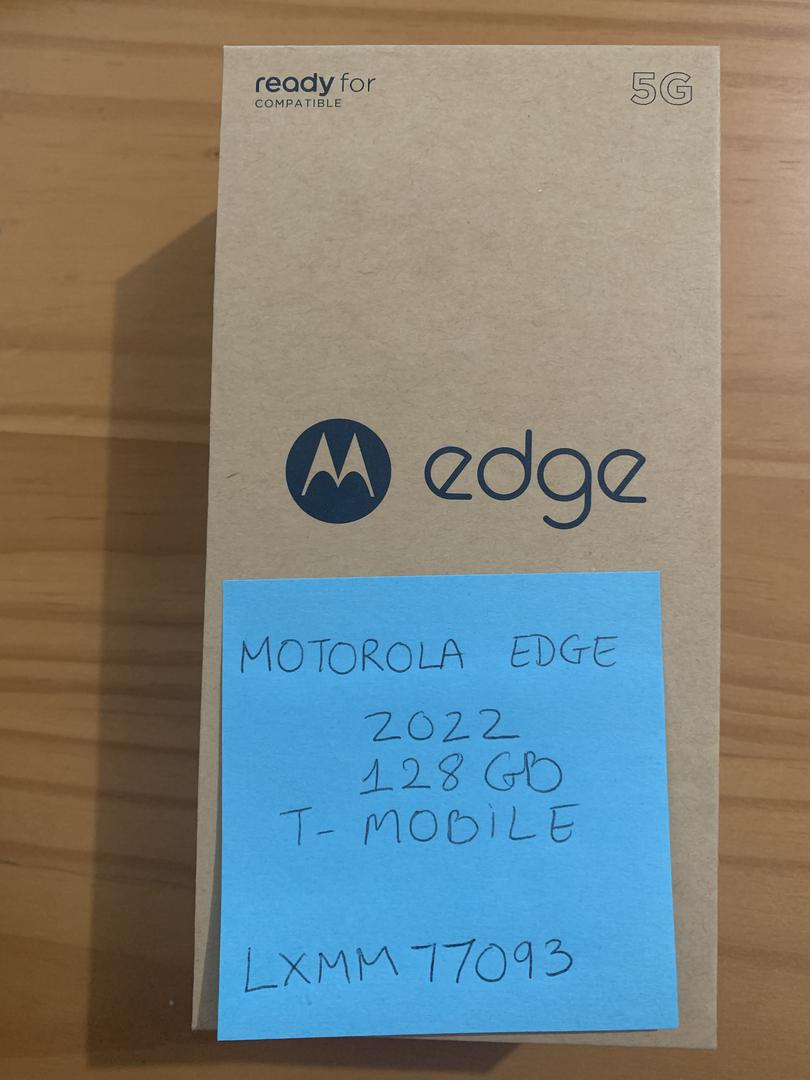 ready for
COMPATIBLE
5G
edge
MOTOROLA EDGE
2022
128 GB
T-MOBiLE
LXMM77093